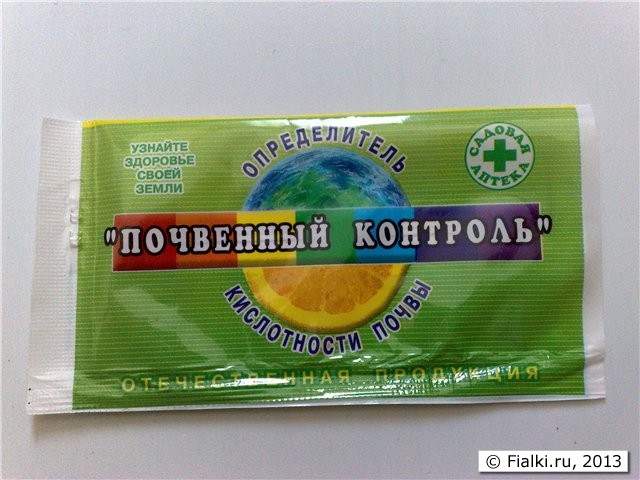 УЗНАЙТЕ
ЗДОРОВЬЕ
СВОЕЙ
ЗЕМЛИ
ОПРЕДЕЛИТЕЛЬ
САДОВАЯ
АПТЕКА
"ПОЧВЕННЫЙ КОНТРОЛЬ"
КИСЛОТНОСТИ ПОЧВЫ
ОТЕЧЕСТВЕННАЯ ПРОДУКЦИЯ
© Fialki.ru, 2013